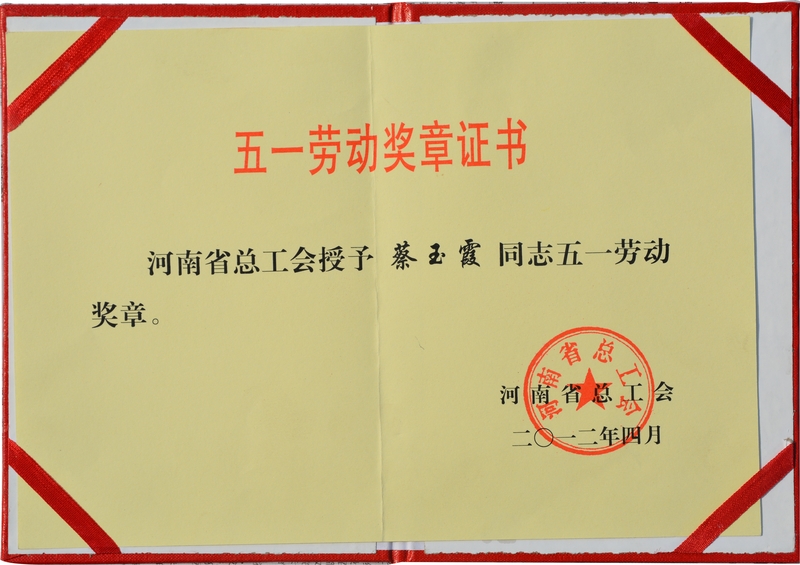 五一劳动奖章证书
河南省总工会授予 蔡玉霞 同志五一劳动
奖章。
河南省总工会
河南省总工会
二〇一二年四月